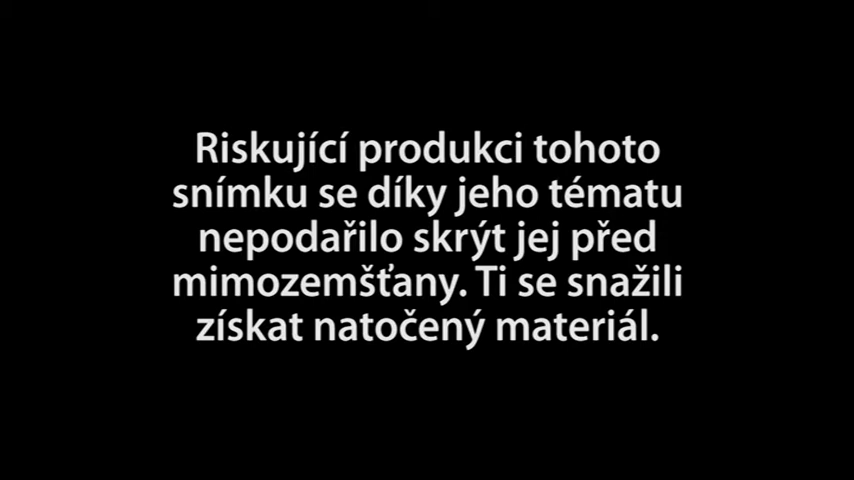 Riskující produkci tohoto
snímku se díky jeho tématu
nepodařilo skrýt jej před
mimozemšťany. Ti se snažili
získat natočený materiál.